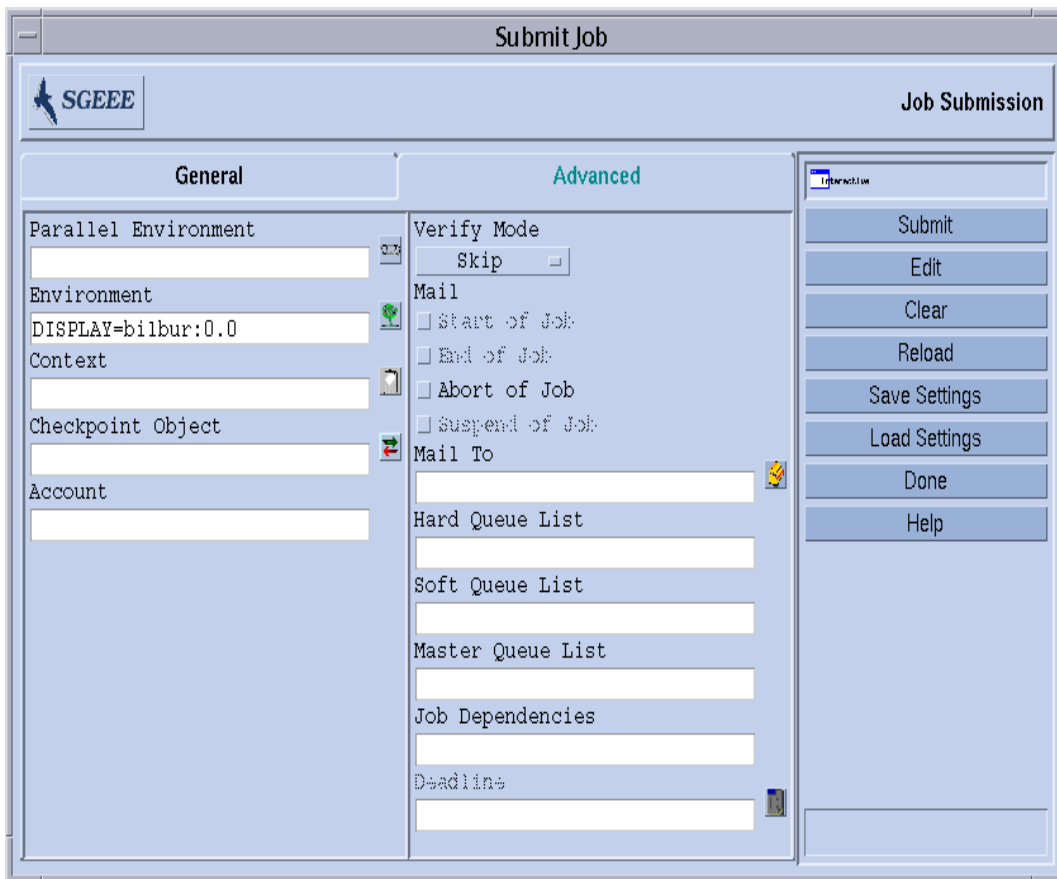 Submit Job
SGEEE
Job Submission
General
Advanced
Interactive
Parallel Environment
Environment
DISPLAY=bilbur:0.0
Context
Checkpoint Object
Account
Verify Mode
Skip
Mail
Start of Job
End of Job
Abort of Job
Suspend of Job
Mail To
Hard Queue List
Soft Queue List
Master Queue List
Job Dependencies
Deadline
Submit
Edit
Clear
Reload
Save Settings
Load Settings
Done
Help